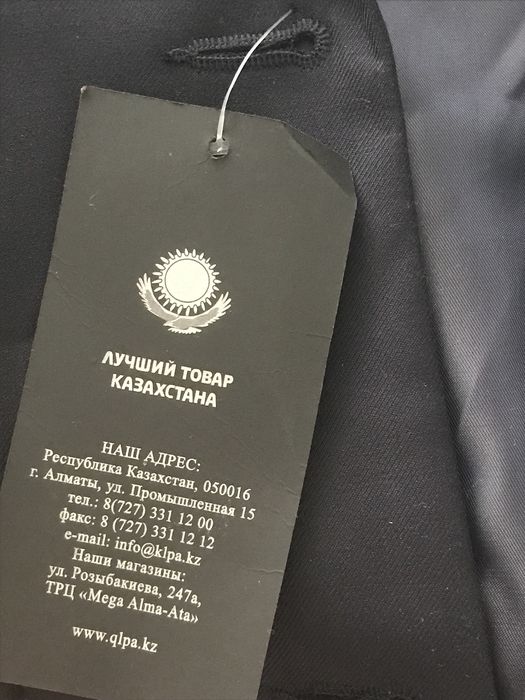 ЛУЧШИЙ ТОВАР
КАЗАХСТАНА
НАШ АДРЕС:
Республика Казахстан, 050016
г. Алматы, ул. Промышленная 15
тел.: 8(727) 331 12 00
факс: 8 (727) 331 12 12
e-mail: info@klpa.kz
Наши магазины:
ул. Розыбакиева, 247а,
ТРЦ «Mega Alma-Ata»
www.qlpa.kz